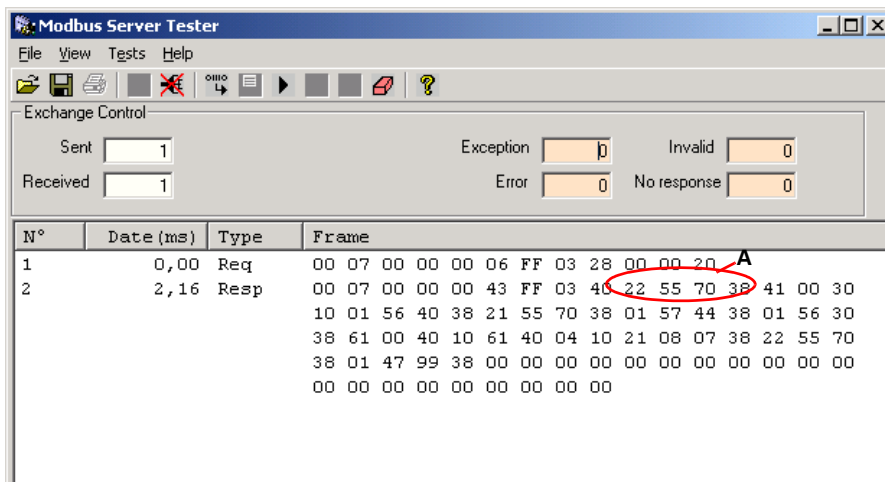 Modbus Server Tester
File View Tests Help
Exchange Control
Sent 1 Exception 0 Invalid 0
Received 1 Error 0 No response 0
N° Date(ms) Type Frame
A
1 0,00 Req 00 07 00 00 00 06 FF 03 28 00 00 20
2 2,16 Resp 00 07 00 00 00 43 FF 03 40 22 55 70 38 41 00 30
10 01 56 40 38 21 55 70 38 01 57 44 38 01 56 30
38 61 00 40 10 61 40 04 10 21 08 07 38 22 55 70
38 01 47 99 38 00 00 00 00 00 00 00 00 00 00 00
00 00 00 00 00 00 00 00 00